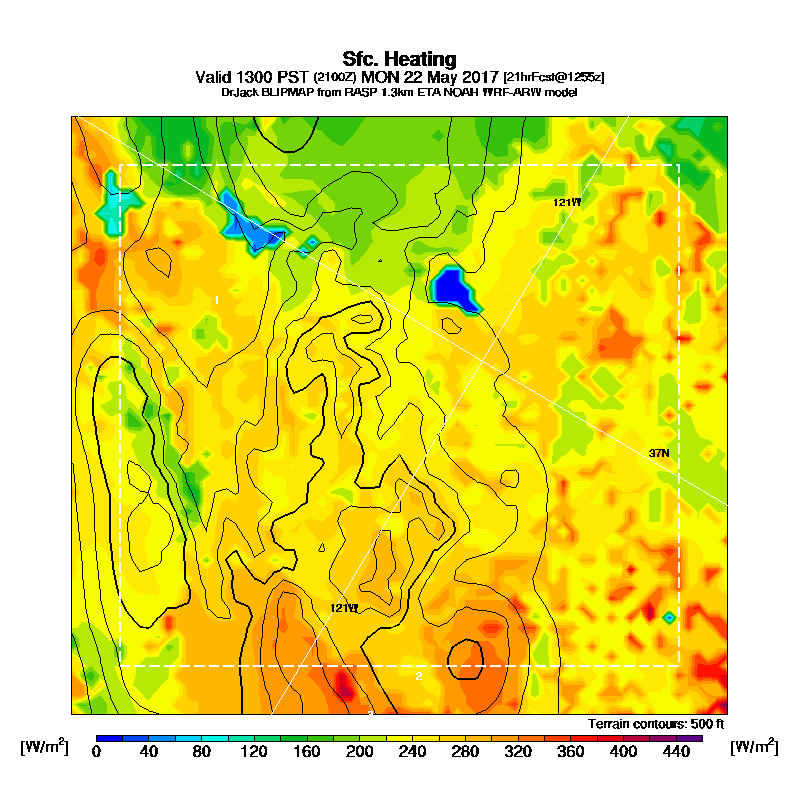 Sfc. Heating
Valid 1300 PST (2100Z) MON 22 May 2017 [21hrFcst@1255z]
DrJack BLIPMAP from RASP 1.3km ETA NOAH WRF-ARW model
121W
1
37N
121W
2
Terrain contours: 500 ft
[W/m²] 0 40 80 120 160 200 240 280 320 360 400 440 [W/m²]